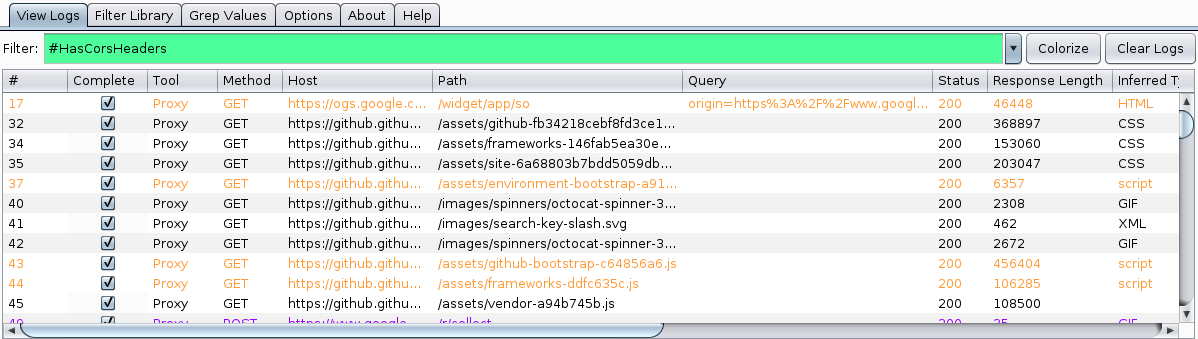 View Logs Filter Library Grep Values Options About Help
Filter: #HasCorsHeaders Colorize Clear Logs
# Complete Tool Method Host Path Query Status Response Length Inferred Ty
17 Proxy GET https://ogs.google.c... /widget/app/so origin=https%3A%2F%2Fwww.googl... 200 46448 HTML
32 Proxy GET https://github.githu... /assets/github-fb34218cebf8fd3ce1... 200 368897 CSS
34 Proxy GET https://github.githu... /assets/frameworks-146fab5ea30e... 200 153060 CSS
35 Proxy GET https://github.githu... /assets/site-6a68803b7bdd5059db... 200 203047 CSS
37 Proxy GET https://github.githu... /assets/environment-bootstrap-a91... 200 6357 script
40 Proxy GET https://github.githu... /images/spinners/octocat-spinner-3... 200 2308 GIF
41 Proxy GET https://github.githu... /images/search-key-slash.svg 200 462 XML
42 Proxy GET https://github.githu... /images/spinners/octocat-spinner-3... 200 2672 GIF
43 Proxy GET https://github.githu... /assets/github-bootstrap-c64856a6.js 200 456404 script
44 Proxy GET https://github.githu... /assets/frameworks-ddfc635c.js 200 106285 script
45 Proxy GET https://github.githu... /assets/vendor-a94b745b.js 200 108500
Proxy POST https://www.google... /r/collect 200 35 GIF